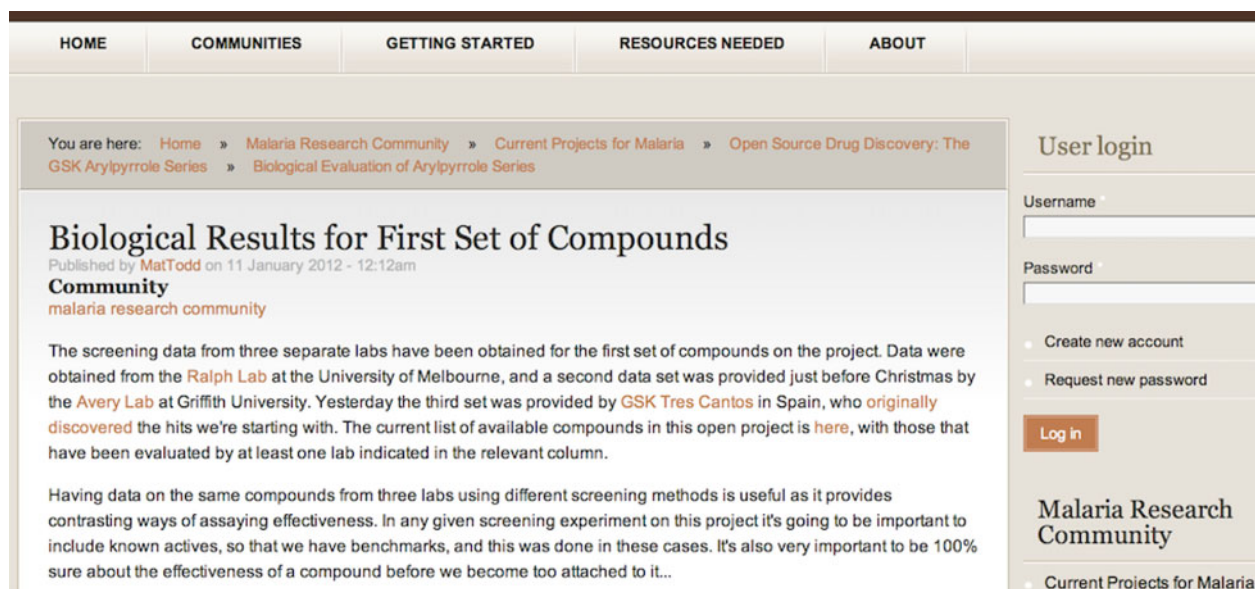 HOME COMMUNITIES GETTING STARTED RESOURCES NEEDED ABOUT
You are here: Home » Malaria Research Community » Current Projects for Malaria » Open Source Drug Discovery: The
GSK Arylpyrrole Series » Biological Evaluation of Arylpyrrole Series
Biological Results for First Set of Compounds
Published by MatTodd on 11 January 2012 - 12:12am
Community
malaria research community
The screening data from three separate labs have been obtained for the first set of compounds on the project. Data were
obtained from the Ralph Lab at the University of Melbourne, and a second data set was provided just before Christmas by
the Avery Lab at Griffith University. Yesterday the third set was provided by GSK Tres Cantos in Spain, who originally
discovered the hits we're starting with. The current list of available compounds in this open project is here, with those that
have been evaluated by at least one lab indicated in the relevant column.
Having data on the same compounds from three labs using different screening methods is useful as it provides
contrasting ways of assaying effectiveness. In any given screening experiment on this project it's going to be important to
include known actives, so that we have benchmarks, and this was done in these cases. It's also very important to be 100%
sure about the effectiveness of a compound before we become too attached to it...
User login
Username *
Password *
Create new account
Request new password
Log in
Malaria Research
Community
Current Projects for Malaria